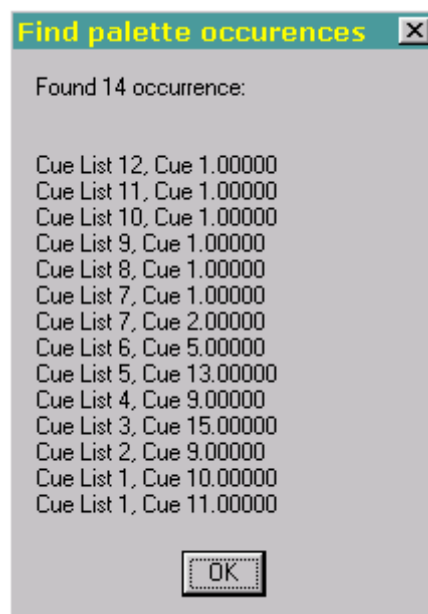 Find palette occurences
Found 14 occurrence:
Cue List 12, Cue 1.00000
Cue List 11, Cue 1.00000
Cue List 10, Cue 1.00000
Cue List 9, Cue 1.00000
Cue List 8, Cue 1.00000
Cue List 7, Cue 1.00000
Cue List 7, Cue 2.00000
Cue List 6, Cue 5.00000
Cue List 5, Cue 13.00000
Cue List 4, Cue 9.00000
Cue List 3, Cue 15.00000
Cue List 2, Cue 9.00000
Cue List 1, Cue 10.00000
Cue List 1, Cue 11.00000
OK